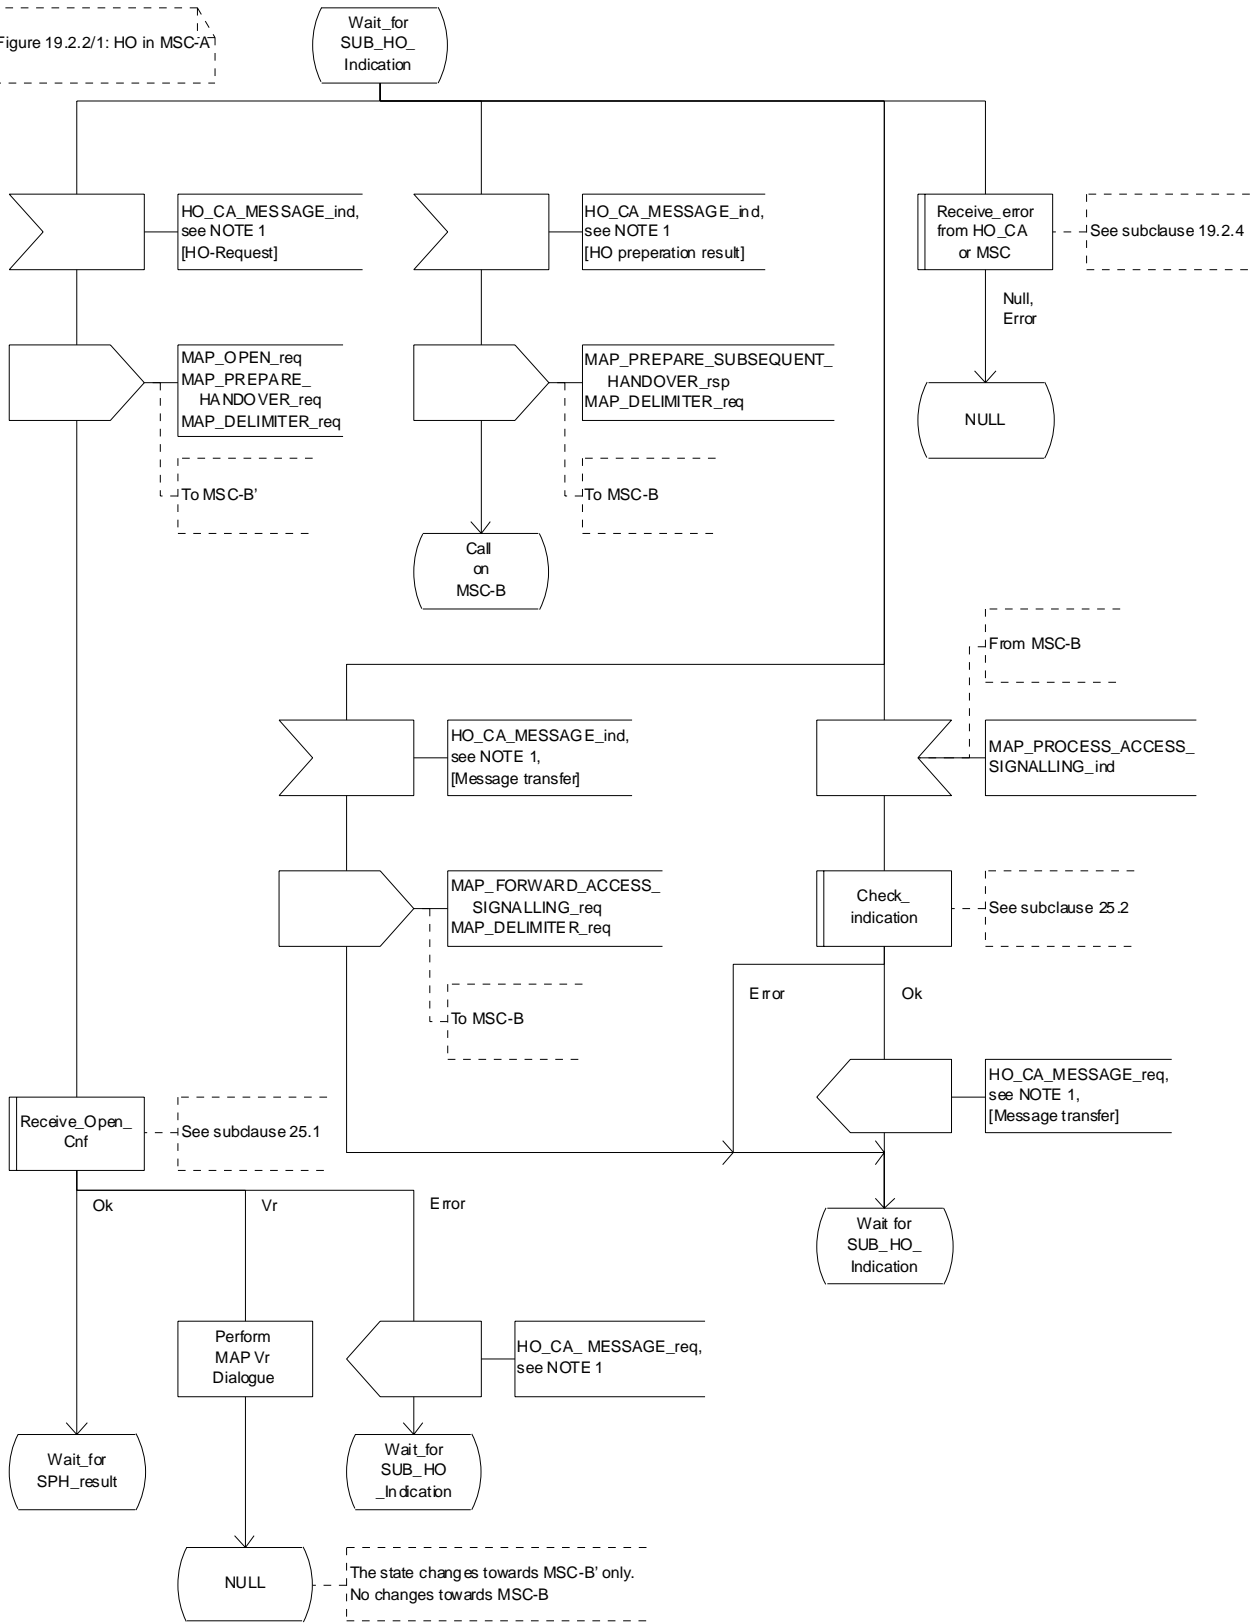 Figure 19.2.2/1: HO in MSC-A
Wait_for
SUB_HO_
Indication
HO_CA_MESSAGE_ind,
see NOTE 1
[HO-Request]
HO_CA_MESSAGE_ind,
see NOTE 1
[HO preperation result]
Receive_error
from HO_CA
or MSC
See subclause 19.2.4
Null,
Error
MAP_OPEN_req
MAP_PREPARE_
HANDOVER_req
MAP_DELIMITER_req
MAP_PREPARE_SUBSEQUENT_
HANDOVER_rsp
MAP_DELIMITER_req
NULL
To MSC-B'
To MSC-B
Call
on
MSC-B
From MSC-B
HO_CA_MESSAGE_ind,
see NOTE 1,
[Message transfer]
MAP_PROCESS_ACCESS_
SIGNALLING_ind
MAP_FORWARD_ACCESS_
SIGNALLING_req
MAP_DELIMITER_req
Check_
indication
See subclause 25.2
Error
Ok
To MSC-B
HO_CA_MESSAGE_req,
see NOTE 1,
[Message transfer]
Receive_Open_
Cnf
See subclause 25.1
Ok
Vr
Error
Wait for
SUB_HO_
Indication
Perform
MAP Vr
Dialogue
HO_CA_ MESSAGE_req,
see NOTE 1
Wait_for
SPH_result
Wait_for
SUB_HO
_Indication
NULL
The state changes towards MSC-B' only.
No changes towards MSC-B